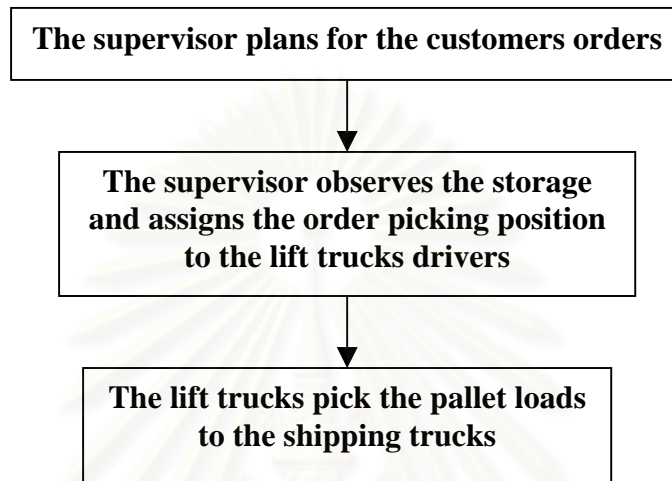 The supervisor plans for the customers orders
The supervisor observes the storage
and assigns the order picking position
to the lift trucks drivers
The lift trucks pick the pallet loads
to the shipping trucks